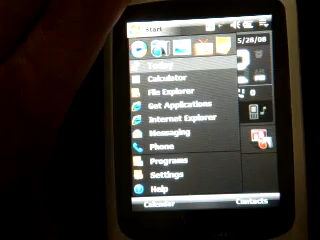 Start
5/28/08
Today
Calculator
File Explorer
Get Applications
Internet Explorer
Messaging
Phone
Programs
Settings
Help
Calendar
Contacts